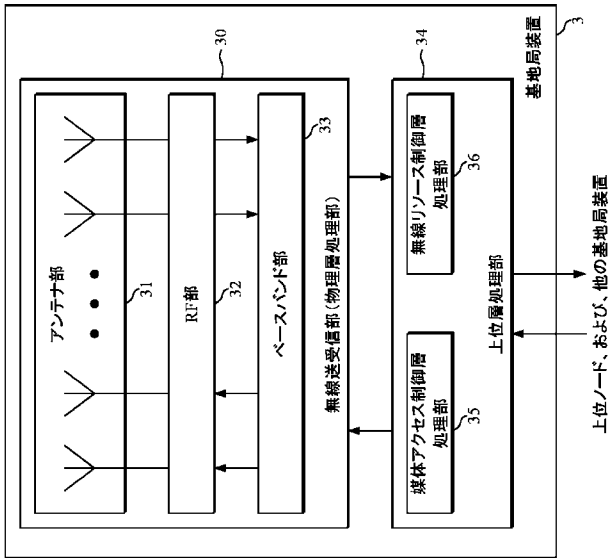 基地局装置
3
無線送受信部(物理層処理部)
30
アンテナ部
31
RF部
32
ベースバンド部
33
上位層処理部
34
媒体アクセス制御層
処理部
35
無線リソース制御層
処理部
36
上位ノード、および、他の基地局装置